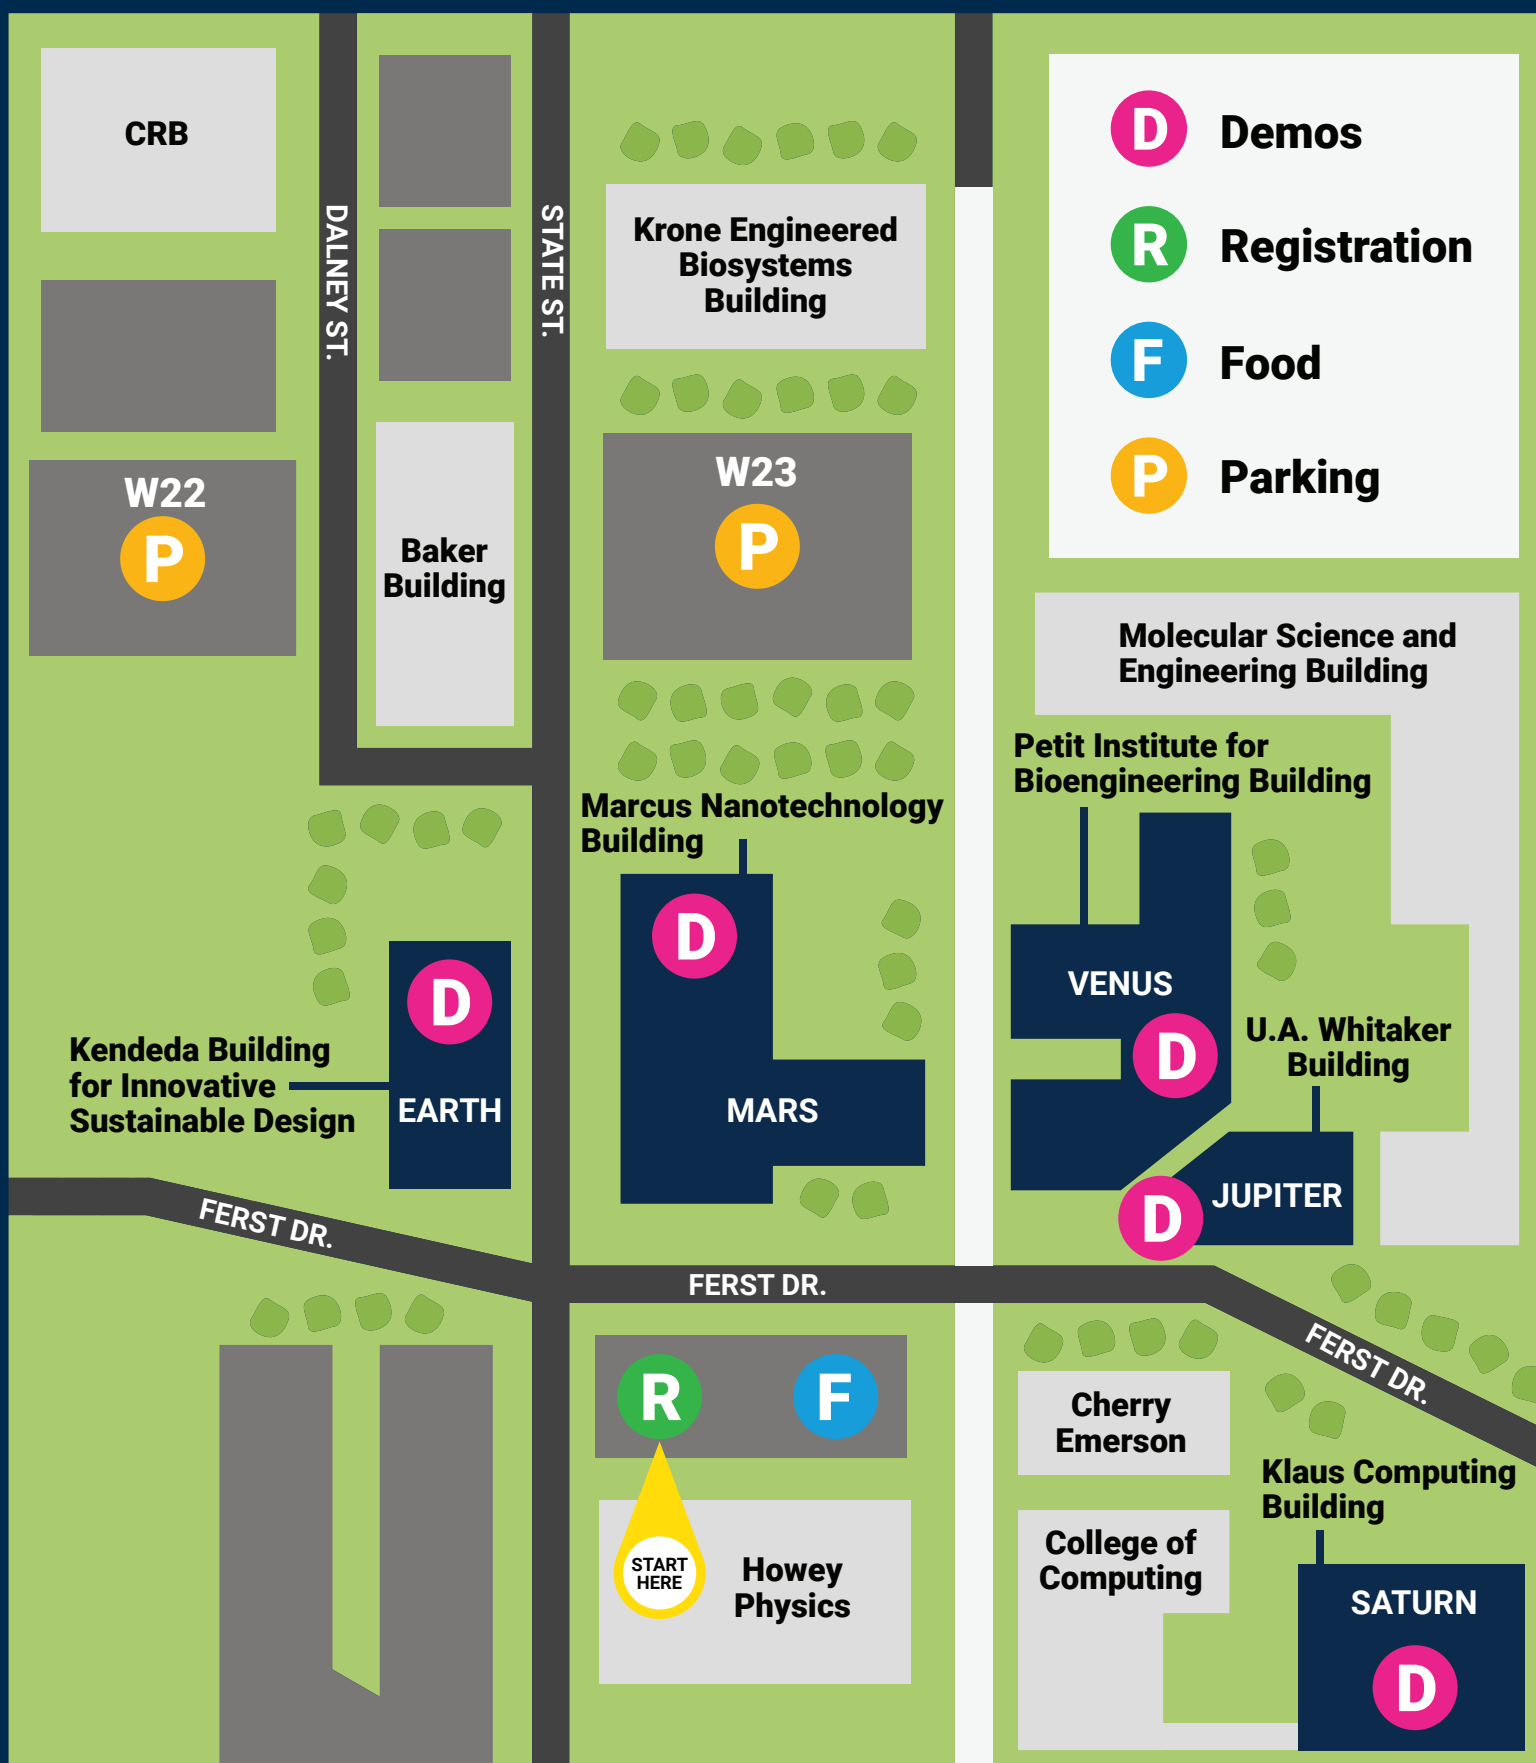 CRB
DALNEY ST.
STATE ST.
Krone Engineered
Biosystems
Building
D Demos
R Registration
F Food
P Parking
W22
P
Baker
Building
W23
P
Molecular Science and
Engineering Building
Petit Institute for
Bioengineering Building
Marcus Nanotechnology
Building
D
MARS
VENUS
D
U.A. Whitaker
Building
D
JUPITER
Kendeda Building
for Innovative
Sustainable Design
D
EARTH
FERST DR.
FERST DR.
FERST DR.
R
F
START
HERE
Howey
Physics
Cherry
Emerson
College of
Computing
Klaus Computing
Building
SATURN
D